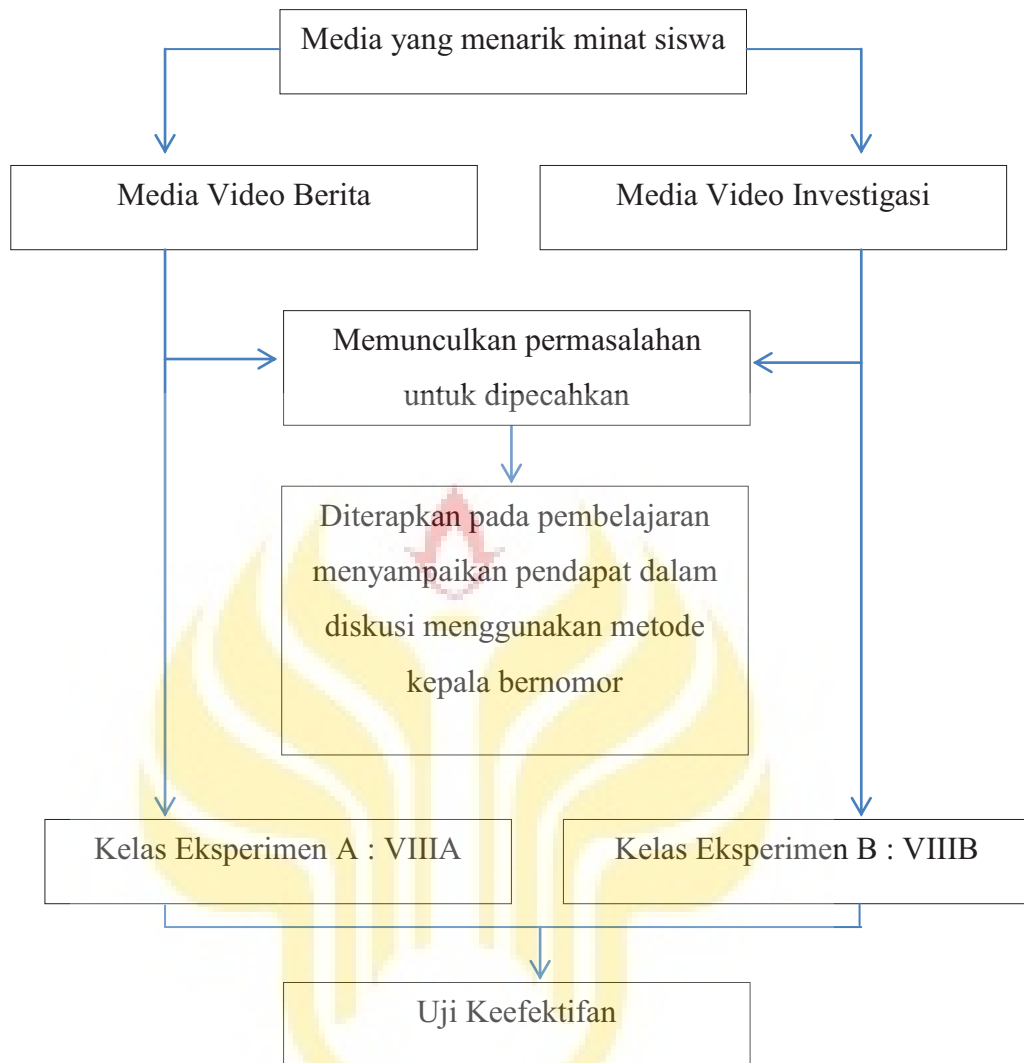 Media yang menarik minat siswa
Media Video Berita
Media Video Investigasi
Memunculkan permasalahan
untuk dipecahkan
Diterapkan pada pembelajaran
menyampaikan pendapat dalam
diskusi menggunakan metode
kepala bernomor
Kelas Eksperimen A : VIIIA
Kelas Eksperimen B : VIIIB
Uji Keefektifan